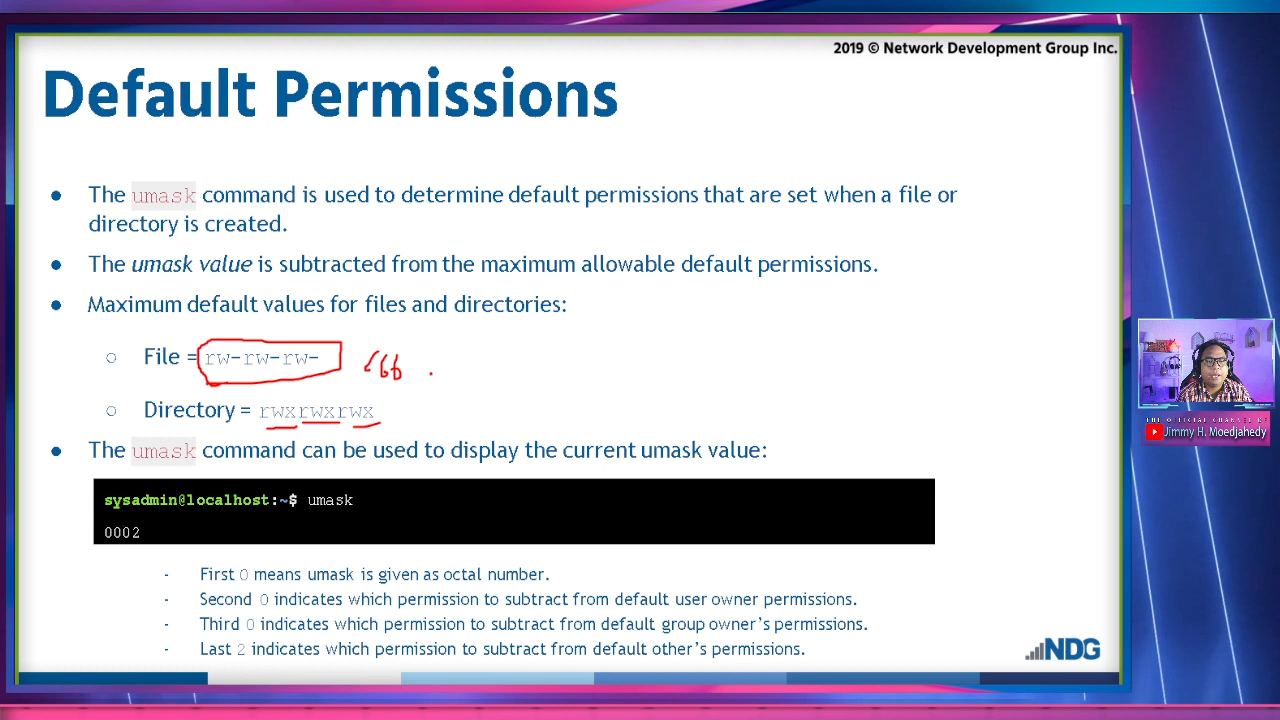 2019 © Network Development Group Inc.
Default Permissions
● The umask command is used to determine default permissions that are set when a file or
directory is created.
● The umask value is subtracted from the maximum allowable default permissions.
● Maximum default values for files and directories:
○ File = rw-rw-rw- 666
○ Directory = rwxrwxrwx
● The umask command can be used to display the current umask value:
sysadmin@localhost:~$ umask
0002
- First 0 means umask is given as octal number.
- Second 0 indicates which permission to subtract from default user owner permissions.
- Third 0 indicates which permission to subtract from default group owner’s permissions.
- Last 2 indicates which permission to subtract from default other’s permissions.
NDG
THE OFFICIAL CHANNEL OF
Jimmy H. Moedjahedy